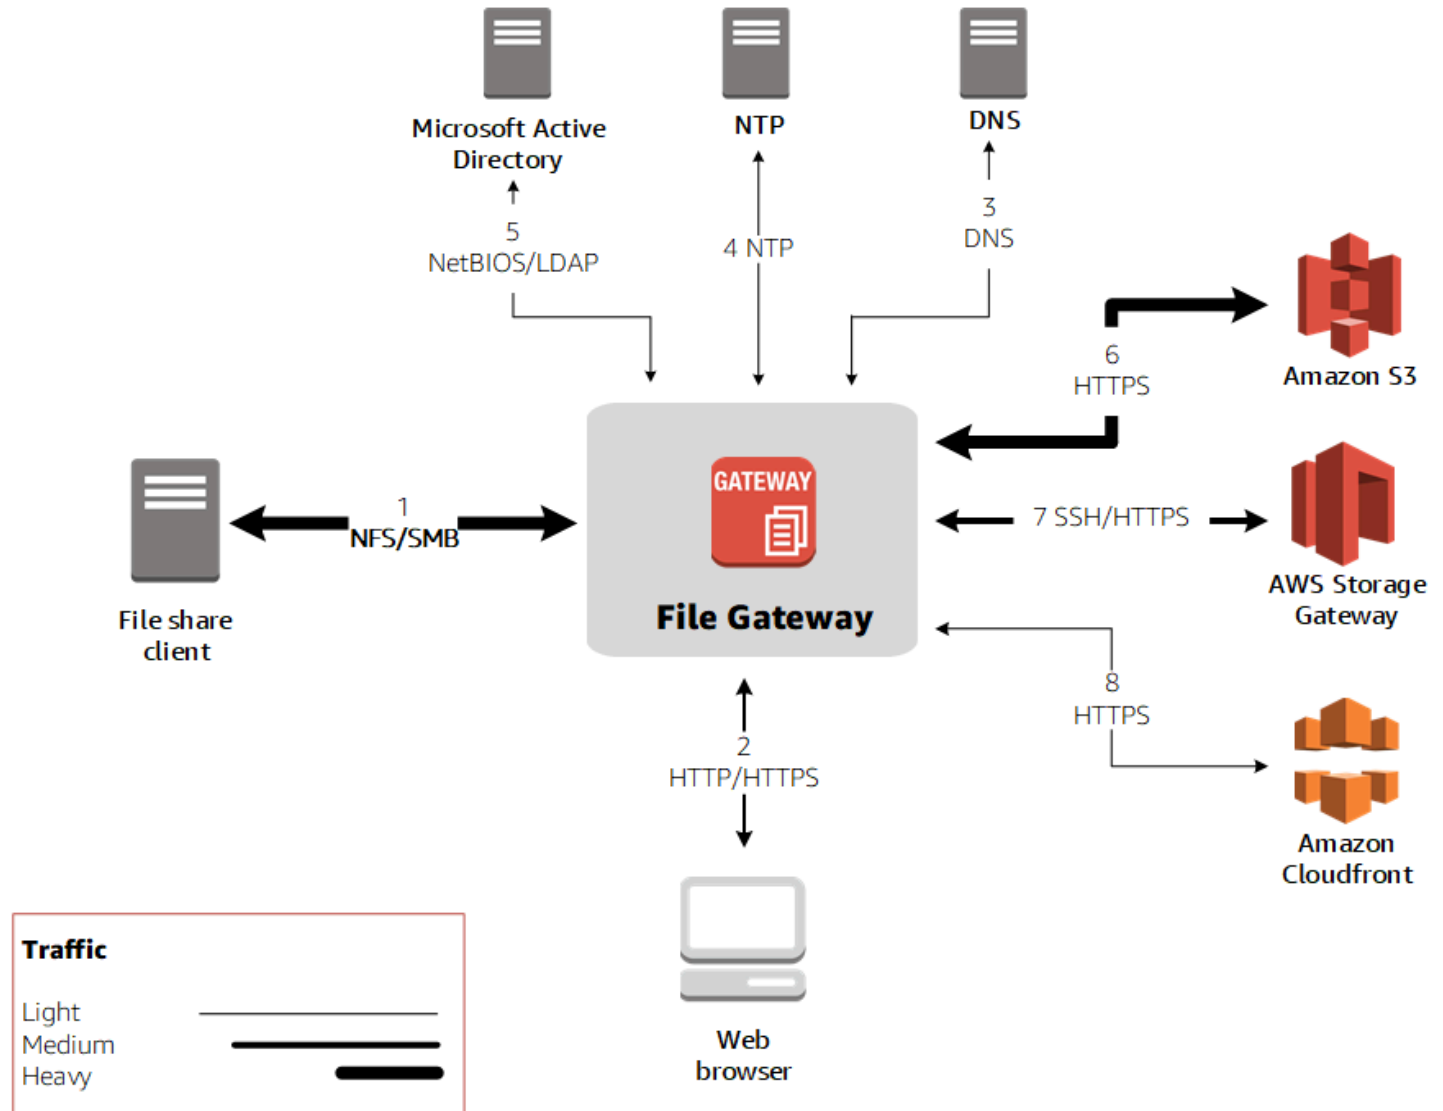 Microsoft Active
Directory
NTP
DNS
5
NetBIOS/LDAP
4 NTP
3
DNS
6
HTTPS
Amazon S3
GATEWAY
File Gateway
1
NFS/SMB
File share
client
7 SSH/HTTPS
AWS Storage
Gateway
8
HTTPS
Amazon
Cloudfront
2
HTTP/HTTPS
Web
browser
Traffic
Light
Medium
Heavy